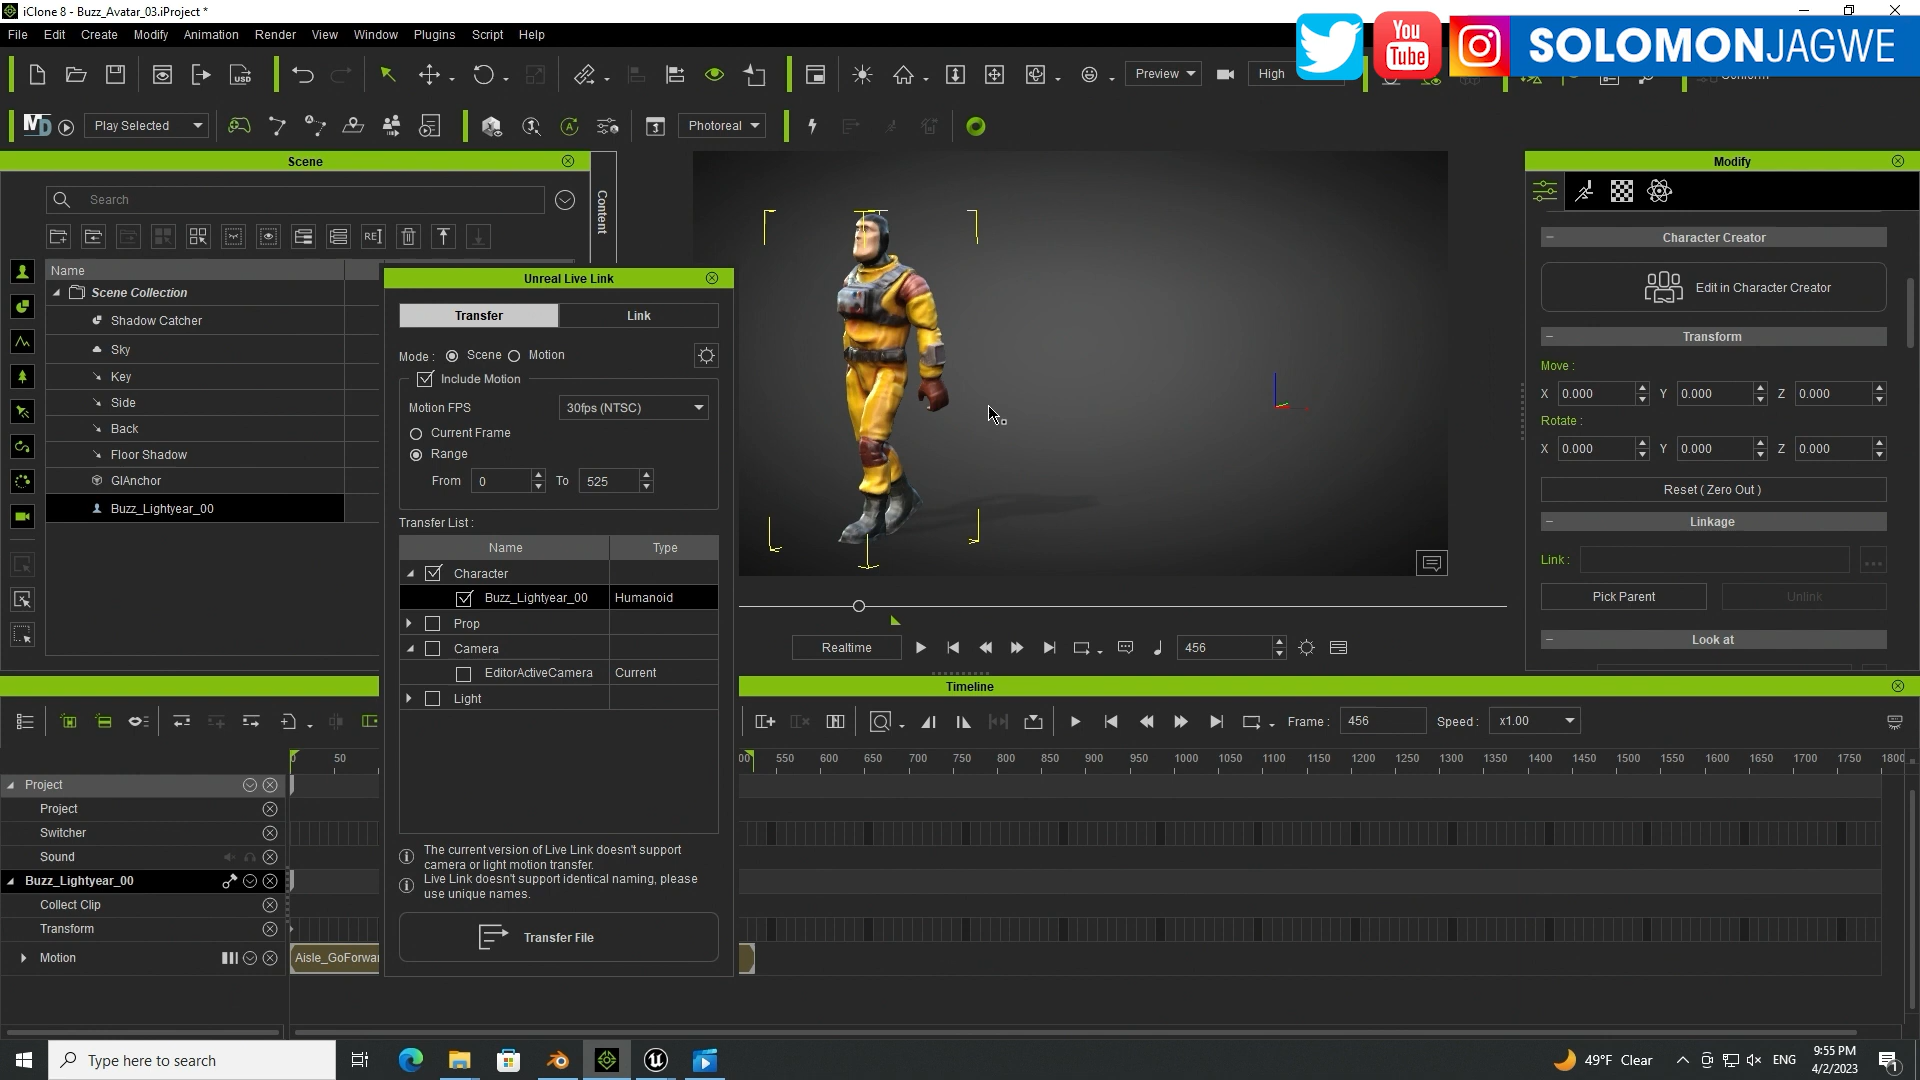 iClone 8 - Buzz_Avatar_03.iProject *
File Edit Create Modify Animation Render View Window Plugins Script Help
You
Tube
SOLOMONJAGWE
USD
Preview
High
MD
Play Selected
Photoreal
Scene
Content
Modify
Search
REI
Name
Scene Collection
Shadow Catcher
Sky
Key
Side
Back
Floor Shadow
GIAnchor
Buzz_Lightyear_00
Unreal Live Link
Transfer Link
Mode : Scene Motion
Include Motion
Motion FPS 30fps (NTSC)
Current Frame
Range
From 0 To 525
Transfer List :
Name Type
Character
Buzz_Lightyear_00 Humanoid
Prop
Camera
EditorActiveCamera Current
Light
The current version of Live Link doesn't support
camera or light motion transfer.
Live Link doesn't support identical naming, please
use unique names.
Transfer File
Character Creator
Edit in Character Creator
Transform
Move :
X 0.000 Y 0.000 Z 0.000
Rotate :
X 0.000 Y 0.000 Z 0.000
Reset ( Zero Out )
Linkage
Link :
Pick Parent Unlink
Look at
Realtime 456
Timeline
Frame : 456 Speed : x1.00
0 50 550 600 650 700 750 800 850 900 950 1000 1050 1100 1150 1200 1250 1300 1350 1400 1450 1500 1550 1600 1650 1700 1750 1800
Project
Project
Switcher
Sound
Buzz_Lightyear_00
Collect Clip
Transform
Motion
Aisle_GoForwar
Type here to search
49°F Clear
ENG
9:55 PM
4/2/2023
1